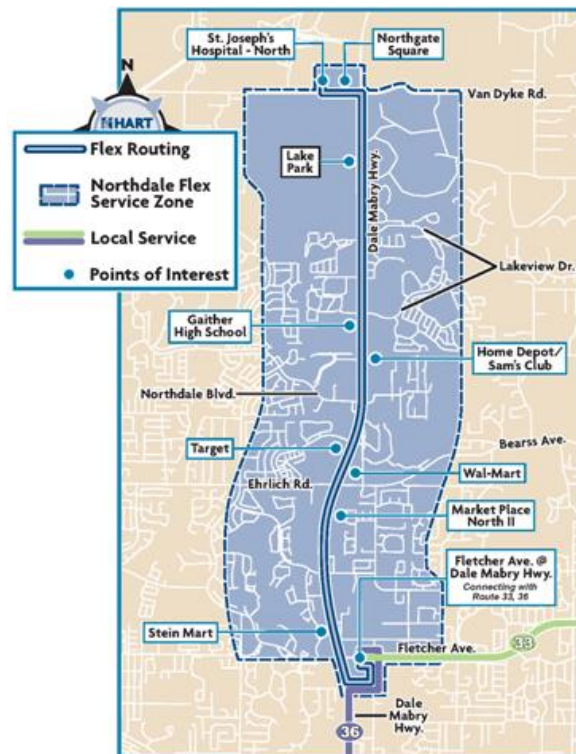 St. Joseph's
Hospital - North
Northgate
Square
N
HART
Van Dyke Rd.
Flex Routing
Northdale Flex
Service Zone
Local Service
Points of Interest
Lake
Park
Dale Mabry Hwy.
Lakeview Dr.
Gaither
High School
Home Depot/
Sam's Club
Northdale Blvd.
Bearss Ave.
Target
Wal-Mart
Ehrlich Rd.
Market Place
North II
Fletcher Ave. @
Dale Mabry Hwy.
Connecting with
Route 33, 36
Stein Mart
Fletcher Ave.
33
Dale
Mabry
Hwy.
36